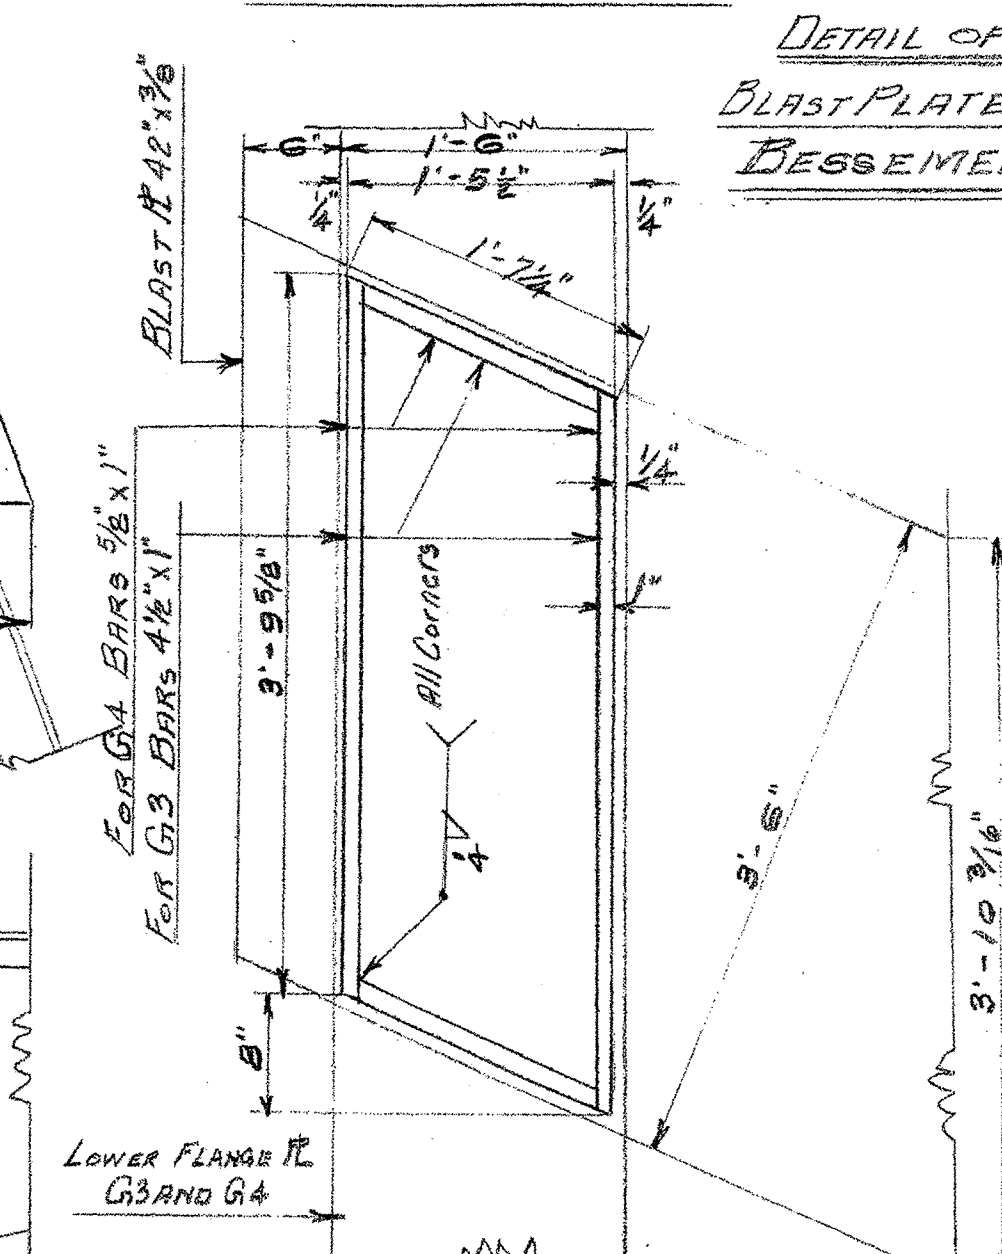 DETAIL OF
BLAST PLATE
BESSEME
BLAST PL 42" x 3/8"
6"
1'-6"
1'-5 1/2"
1/4"
1/4"
1'-7 1/4"
FOR G4 BARS 5/8" x 1"
FOR G3 BARS 4 1/2" x 1"
3'-9 5/8"
All Corners
1/4"
1"
1/4
3'-6"
3'-10 3/16"
8"
LOWER FLANGE PL
G3 AND G4